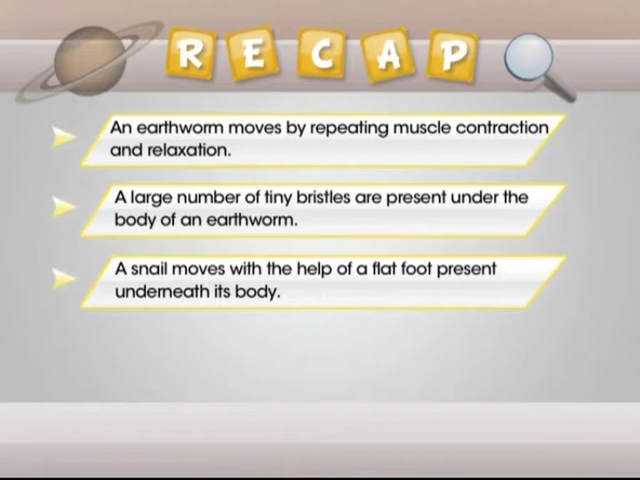 RECAP
An earthworm moves by repeating muscle contraction
and relaxation.
A large number of tiny bristles are present under the
body of an earthworm.
A snail moves with the help of a flat foot present
underneath its body.